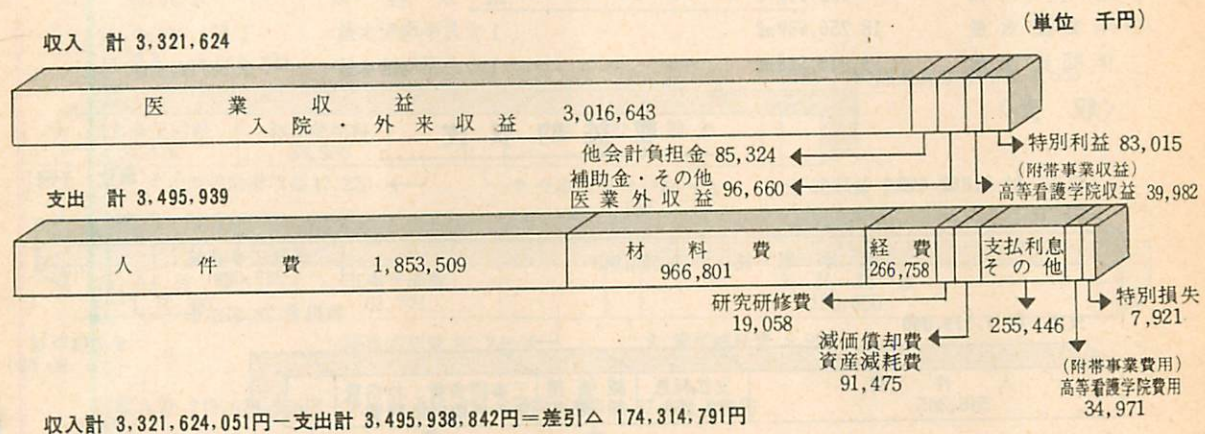 (単位 千円)
収入 計 3,321,624
医業収益
入院・外来収益 3,016,643
他会計負担金 85,324
補助金・その他
医業外収益 96,660
特別利益 83,015
(附帯事業収益)
高等看護学院収益 39,982
支出 計 3,495,939
人件費 1,853,509
材料費
966,801
経費
266,758
支払利息
その他
255,446
研究研修費
19,058
減価償却費
資産減耗費
91,475
特別損失
7,921
(附帯事業費用)
高等看護学院費用
34,971
収入計 3,321,624,051円−支出計 3,495,938,842円=差引△ 174,314,791円